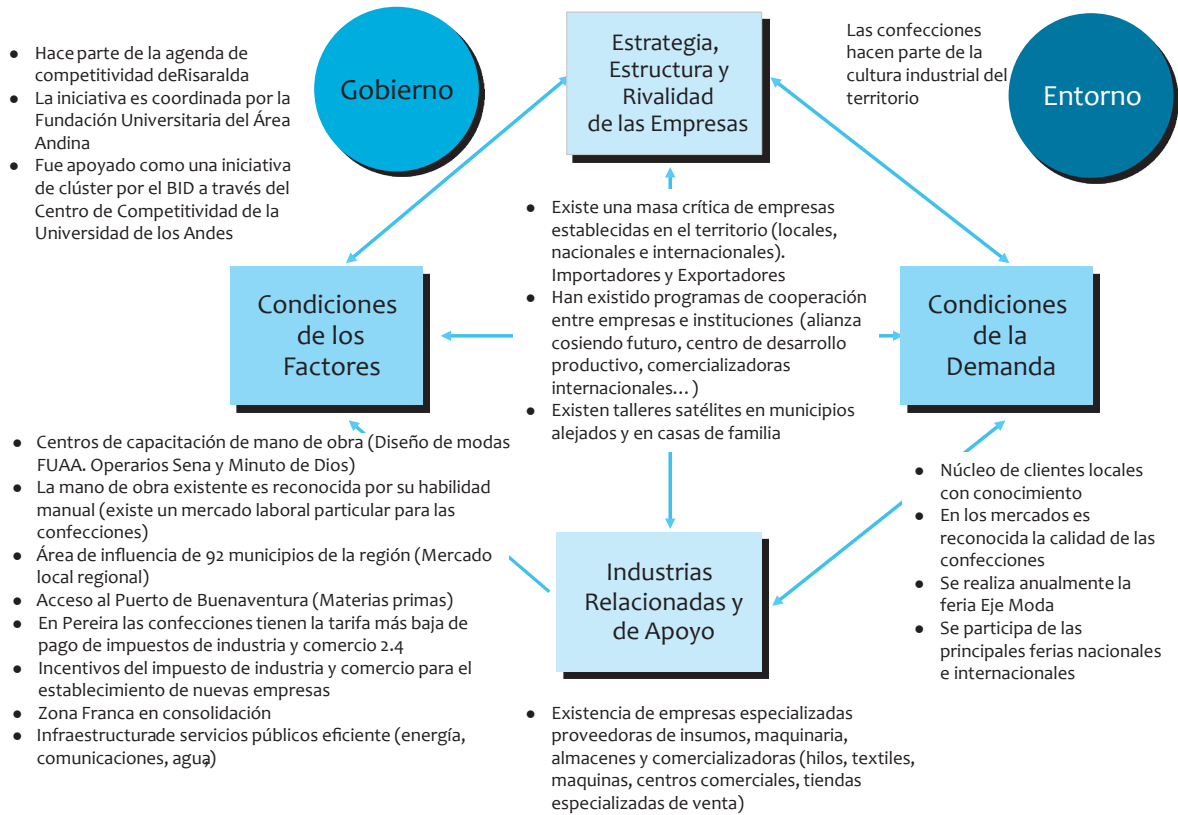 ● Hace parte de la agenda de
competitividad deRisaralda
● La iniciativa es coordinada por la
Fundación Universitaria del Área
Andina
● Fue apoyado como una iniciativa
de clúster por el BID a través del
Centro de Competitividad de la
Universidad de los Andes
Gobierno
Estrategia,
Estructura y
Rivalidad
de las Empresas
Las confecciones
hacen parte de la
cultura industrial del
territorio
Entorno
● Existe una masa crítica de empresas
establecidas en el territorio (locales,
nacionales e internacionales).
Importadores y Exportadores
● Han existido programas de cooperación
entre empresas e instituciones (alianza
cosiendo futuro, centro de desarrollo
productivo, comercializadoras
internacionales...)
● Existen talleres satélites en municipios
alejados y en casas de familia
Condiciones
de los
Factores
Condiciones
de la
Demanda
● Centros de capacitación de mano de obra (Diseño de modas
FUAA. Operarios Sena y Minuto de Dios)
● La mano de obra existente es reconocida por su habilidad
manual (existe un mercado laboral particular para las
confecciones)
● Área de influencia de 92 municipios de la región (Mercado
local regional)
● Acceso al Puerto de Buenaventura (Materias primas)
● En Pereira las confecciones tienen la tarifa más baja de
pago de impuestos de industria y comercio 2.4
● Incentivos del impuesto de industria y comercio para el
establecimiento de nuevas empresas
● Zona Franca en consolidación
● Infraestructurade servicios públicos eficiente (energía,
comunicaciones, agua,)
Industrias
Relacionadas y
de Apoyo
● Núcleo de clientes locales
con conocimiento
● En los mercados es
reconocida la calidad de las
confecciones
● Se realiza anualmente la
feria Eje Moda
● Se participa de las
principales ferias nacionales
e internacionales
● Existencia de empresas especializadas
proveedoras de insumos, maquinaria,
almacenes y comercializadoras (hilos, textiles,
maquinas, centros comerciales, tiendas
especializadas de venta)